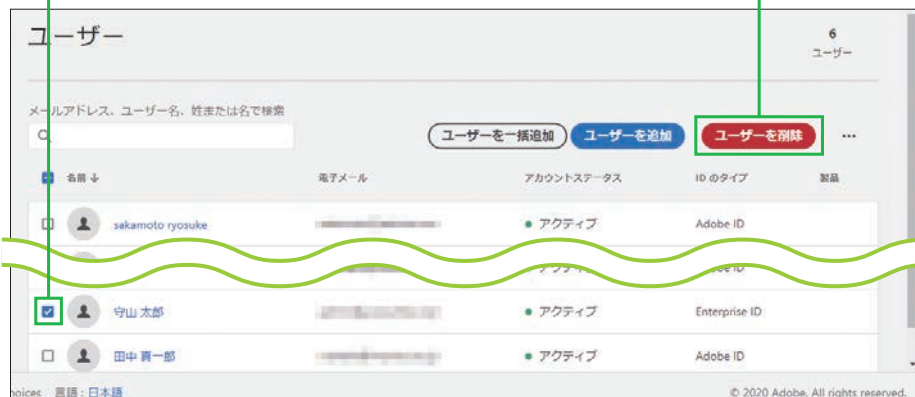 ユーザー
6
ユーザー
メールアドレス、ユーザー名、姓または名で検索
ユーザーを一括追加 ユーザーを追加 ユーザーを削除 …
名前 ↓ 電子メール アカウントステータス ID のタイプ 製品
sakamoto ryosuke アクティブ Adobe ID
アクティブ Adobe ID
守山 太郎 アクティブ Enterprise ID
田中 真一郎 アクティブ Adobe ID
hoices 言語 : 日本語 © 2020 Adobe. All rights reserved.